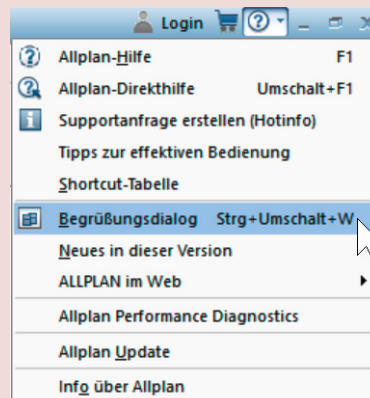 Login
Allplan-Hilfe F1
Allplan-Direkthilfe Umschalt+F1
Supportanfrage erstellen (Hotinfo)
Tipps zur effektiven Bedienung
Shortcut-Tabelle
Begrüßungsdialog Strg+Umschalt+W
Neues in dieser Version
ALLPLAN im Web
Allplan Performance Diagnostics
Allplan Update
Info über Allplan